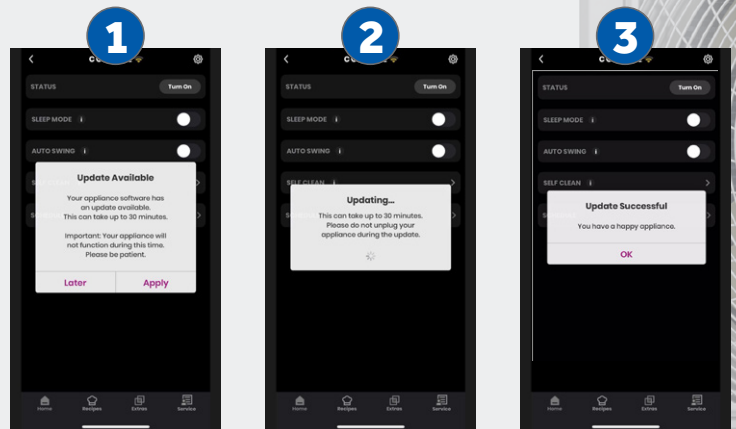 1
STATUS
Turn On
SLEEP MODE i
AUTO SWING i
Update Available
Your appliance software has
an update available.
This can take up to 30 minutes.
Important: Your appliance will
not function during this time.
Please be patient.
Later Apply
Home Recipes Extras Service
2
STATUS
Turn On
SLEEP MODE i
AUTO SWING i
SELF CLEAN i
Updating...
This can take up to 30 minutes.
Please do not unplug your
appliance during the update.
Home Recipes Extras Service
3
STATUS
Turn On
SLEEP MODE i
AUTO SWING i
SELF CLEAN i
Update Successful
You have a happy appliance.
OK
Home Recipes Extras Service